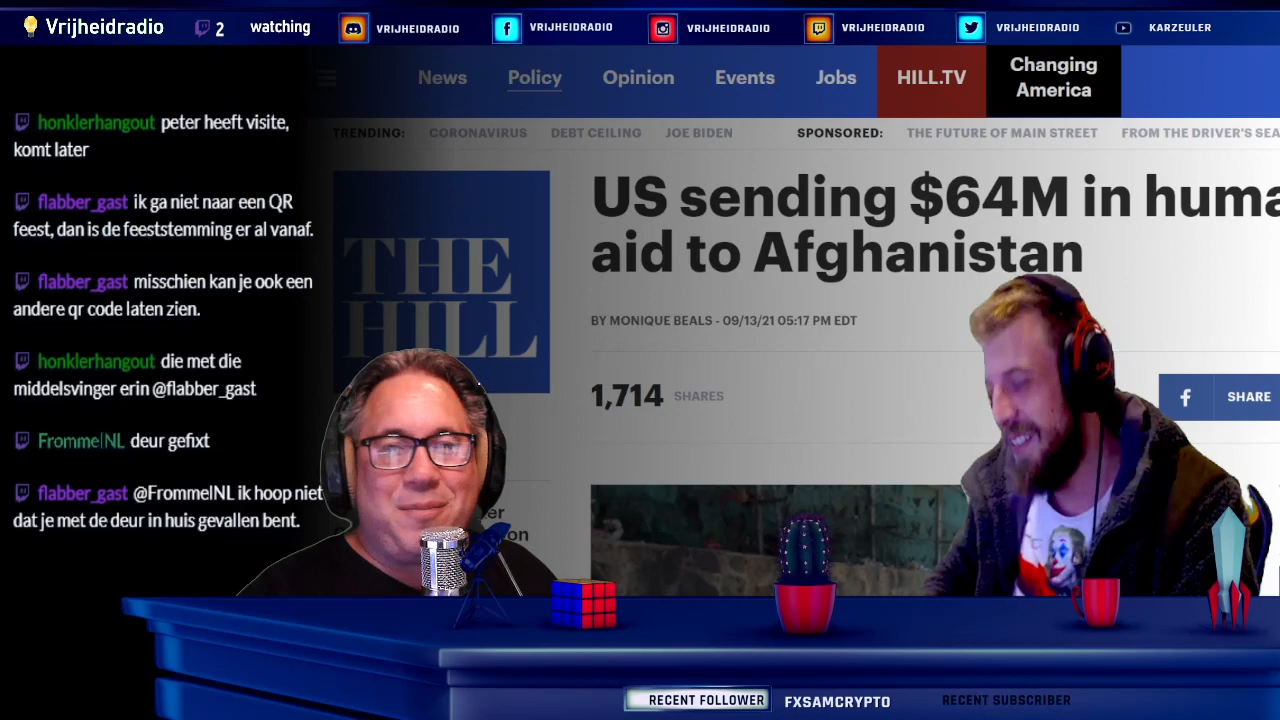 Vrijheidradio
2
watching
VRIJHEIDRADIO
VRIJHEIDRADIO
VRIJHEIDRADIO
VRIJHEIDRADIO
VRIJHEIDRADIO
KARZEULER
News
Policy
Opinion
Events
Jobs
HILL.TV
Changing
America
TRENDING:
CORONAVIRUS
DEBT CEILING
JOE BIDEN
SPONSORED:
THE FUTURE OF MAIN STREET
FROM THE DRIVER'S SEA
honklerhangout peter heeft visite,
komt later
flabber_gast ik ga niet naar een QR
feest, dan is de feeststemming er al vanaf.
flabber_gast misschien kan je ook een
andere qr code laten zien.
honklerhangout die met die
middelsvinger erin @flabber_gast
FrommelNL deur gefixt
flabber_gast @FrommelNL ik hoop niet
dat je met de deur in huis gevallen bent.
THE
HILL
US sending $64M in huma
aid to Afghanistan
BY MONIQUE BEALS - 09/13/21 05:17 PM EDT
1,714 SHARES
f SHARE
er
on
RECENT FOLLOWER
FXSAMCRYPTO
RECENT SUBSCRIBER